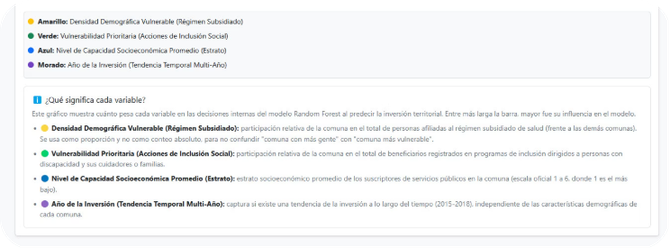 Amarillo: Densidad Demográfica Vulnerable (Régimen Subsidiado)
Verde: Vulnerabilidad Prioritaria (Acciones de Inclusión Social)
Azul: Nivel de Capacidad Socioeconómica Promedio (Estrato)
Morado: Año de la Inversión (Tendencia Temporal Multi-Año)
¿Qué significa cada variable?
Este gráfico muestra cuánto pesa cada variable en las decisiones internas del modelo Random Forest al predecir la inversión territorial. Entre más larga la barra, mayor fue su influencia en el modelo.
Densidad Demográfica Vulnerable (Régimen Subsidiado): participación relativa de la comuna en el total de personas afiliadas al régimen subsidiado de salud (frente a las demás comunas).
Se usa como proporción y no como conteo absoluto, para no confundir "comuna con más gente" con "comuna más vulnerable".
Vulnerabilidad Prioritaria (Acciones de Inclusión Social): participación relativa de la comuna en el total de beneficiarios registrados en programas de inclusión dirigidos a personas con
discapacidad y sus cuidadores o familias.
Nivel de Capacidad Socioeconómica Promedio (Estrato): estrato socioeconómico promedio de los suscriptores de servicios públicos en la comuna (escala oficial 1 a 6, donde 1 es el más
bajo).
Año de la Inversión (Tendencia Temporal Multi-Año): captura si existe una tendencia de la inversión a lo largo del tiempo (2015-2018), independiente de las características demográficas de
cada comuna.